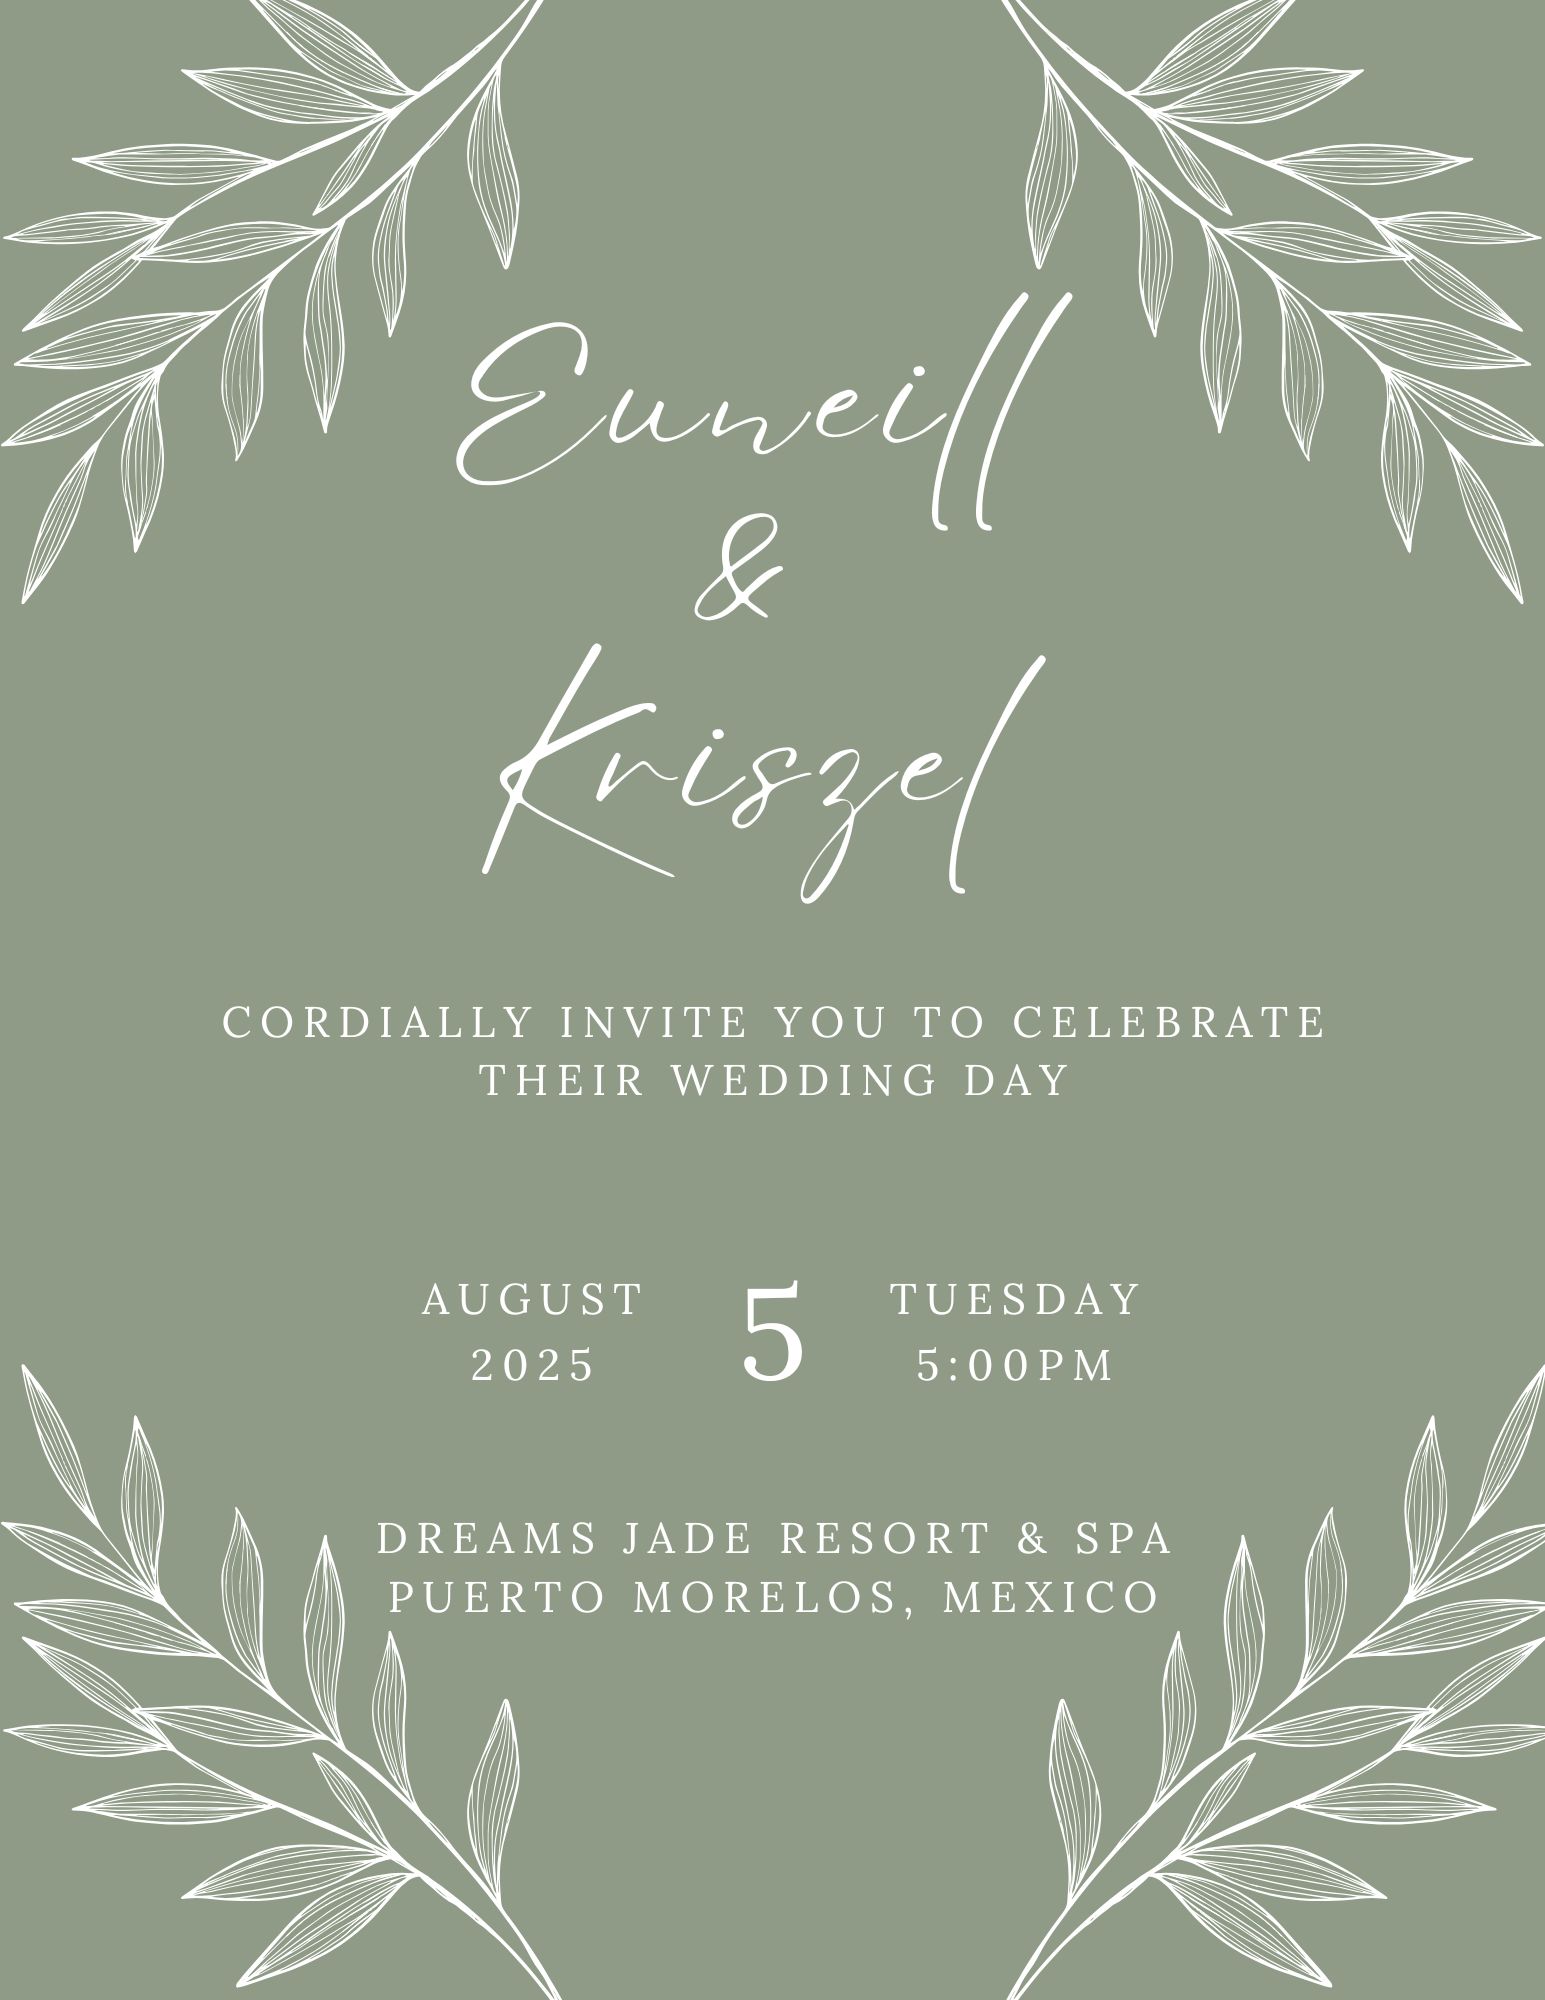 Euneill
&
Kriszel
CORDIALLY INVITE YOU TO CELEBRATE
THEIR WEDDING DAY
AUGUST
2025
5
TUESDAY
5:00PM
DREAMS JADE RESORT & SPA
PUERTO MORELOS, MEXICO